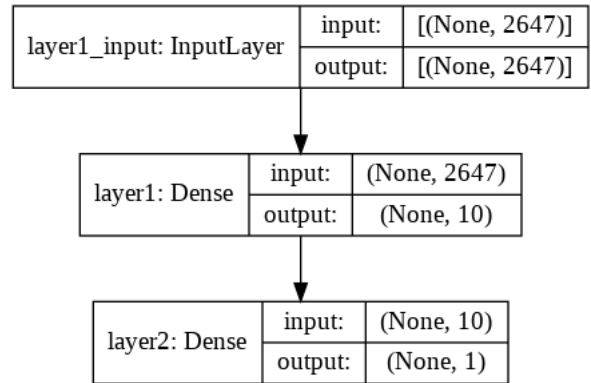 layer1_input: InputLayer
input:
[(None, 2647)]
output:
[(None, 2647)]
layer1: Dense
input:
(None, 2647)
output:
(None, 10)
layer2: Dense
input:
(None, 10)
output:
(None, 1)